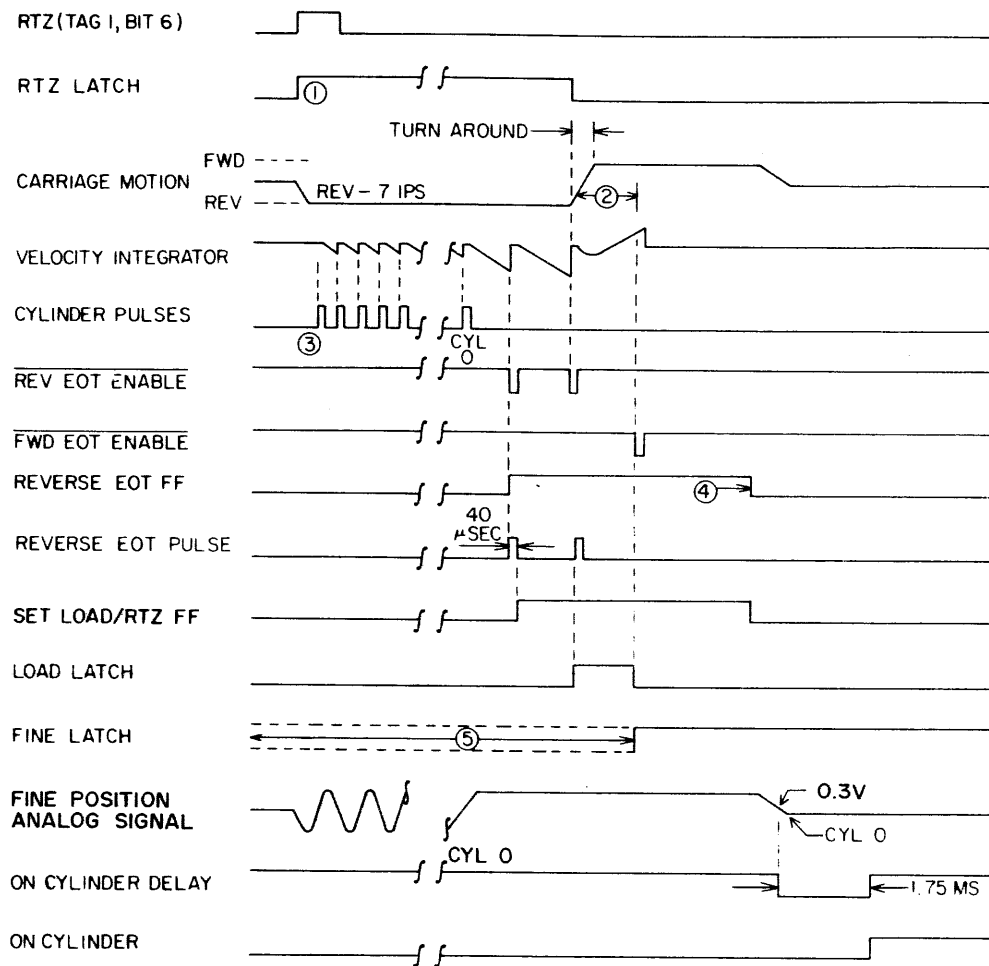 RTZ (TAG 1, BIT 6)
RTZ LATCH
①
TURN AROUND
FWD
CARRIAGE MOTION
REV
REV - 7 IPS
②
VELOCITY INTEGRATOR
CYLINDER PULSES
③
CYL
0
REV EOT ENABLE
FWD EOT ENABLE
REVERSE EOT FF
④
40
μSEC
REVERSE EOT PULSE
SET LOAD/RTZ FF
LOAD LATCH
FINE LATCH
⑤
FINE POSITION
ANALOG SIGNAL
0.3V
CYL 0
CYL 0
ON CYLINDER DELAY
1.75 MS
ON CYLINDER